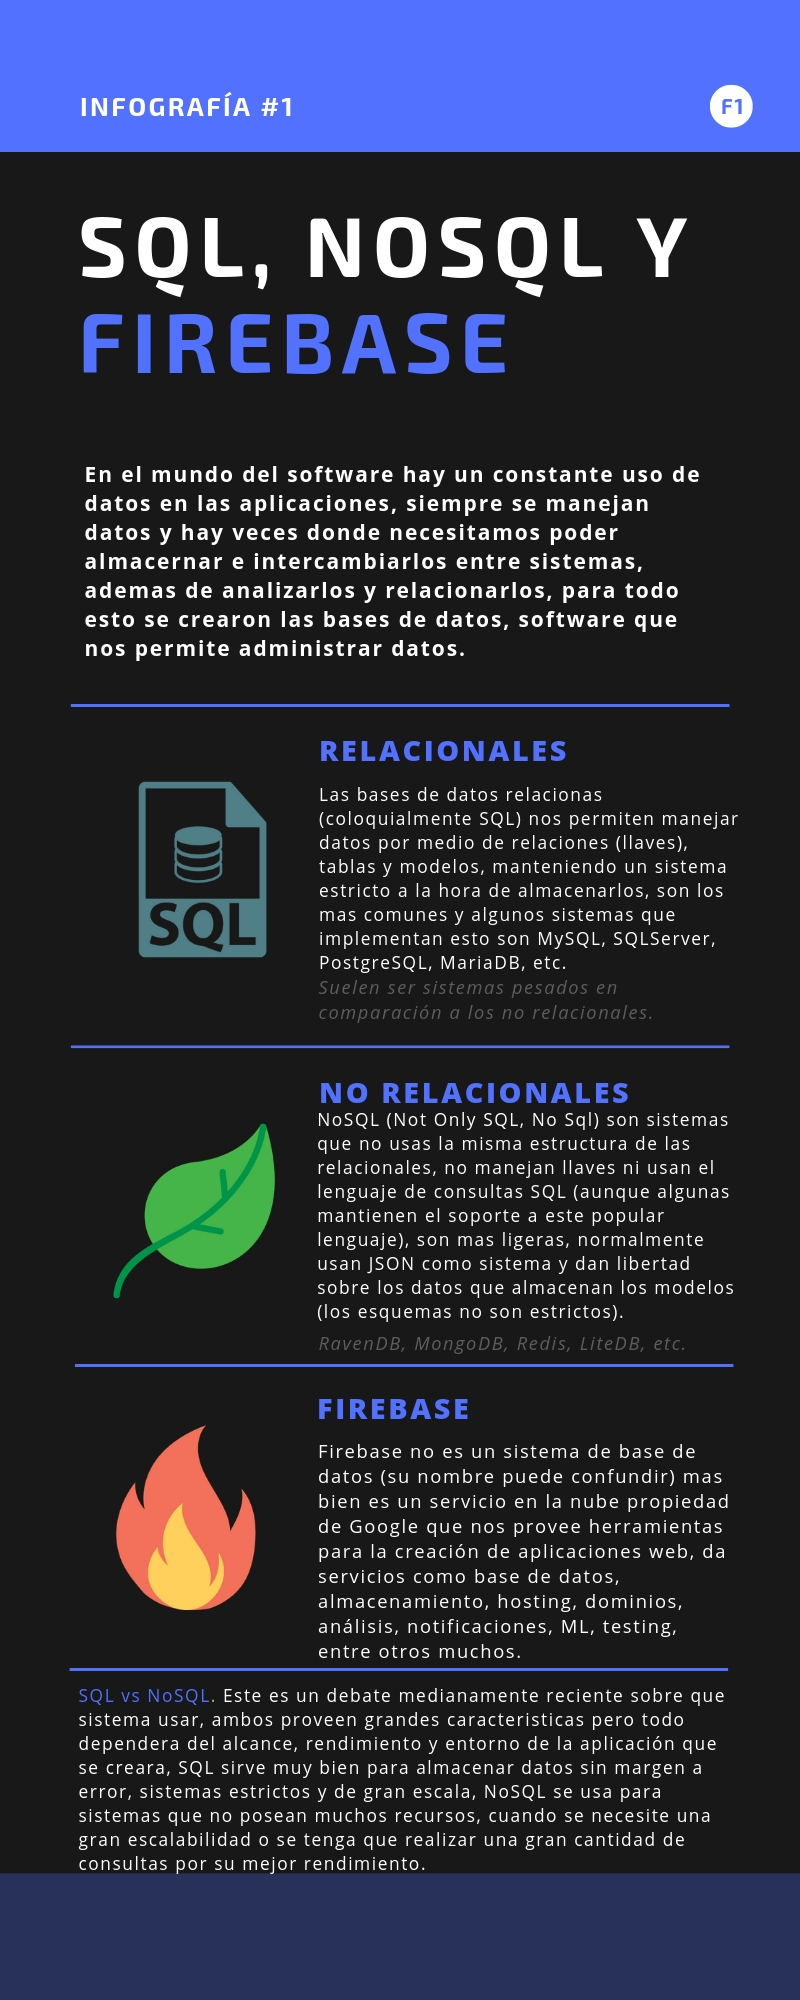 INFOGRAFÍA #1
F1
SQL, NOSQL Y
FIREBASE
En el mundo del software hay un constante uso de
datos en las aplicaciones, siempre se manejan
datos y hay veces donde necesitamos poder
almacernar e intercambiarlos entre sistemas,
ademas de analizarlos y relacionarlos, para todo
esto se crearon las bases de datos, software que
nos permite administrar datos.
RELACIONALES
Las bases de datos relacionas
(coloquialmente SQL) nos permiten manejar
datos por medio de relaciones (llaves),
tablas y modelos, manteniendo un sistema
estricto a la hora de almacenarlos, son los
mas comunes y algunos sistemas que
implementan esto son MySQL, SQLServer,
PostgreSQL, MariaDB, etc.
Suelen ser sistemas pesados en
comparación a los no relacionales.
SQL
NO RELACIONALES
NoSQL (Not Only SQL, No Sql) son sistemas
que no usas la misma estructura de las
relacionales, no manejan llaves ni usan el
lenguaje de consultas SQL (aunque algunas
mantienen el soporte a este popular
lenguaje), son mas ligeras, normalmente
usan JSON como sistema y dan libertad
sobre los datos que almacenan los modelos
(los esquemas no son estrictos).
RavenDB, MongoDB, Redis, LiteDB, etc.
FIREBASE
Firebase no es un sistema de base de
datos (su nombre puede confundir) mas
bien es un servicio en la nube propiedad
de Google que nos provee herramientas
para la creación de aplicaciones web, da
servicios como base de datos,
almacenamiento, hosting, dominios,
análisis, notificaciones, ML, testing,
entre otros muchos.
SQL vs NoSQL. Este es un debate medianamente reciente sobre que
sistema usar, ambos proveen grandes caracteristicas pero todo
dependera del alcance, rendimiento y entorno de la aplicación que
se creara, SQL sirve muy bien para almacenar datos sin margen a
error, sistemas estrictos y de gran escala, NoSQL se usa para
sistemas que no posean muchos recursos, cuando se necesite una
gran escalabilidad o se tenga que realizar una gran cantidad de
consultas por su mejor rendimiento.